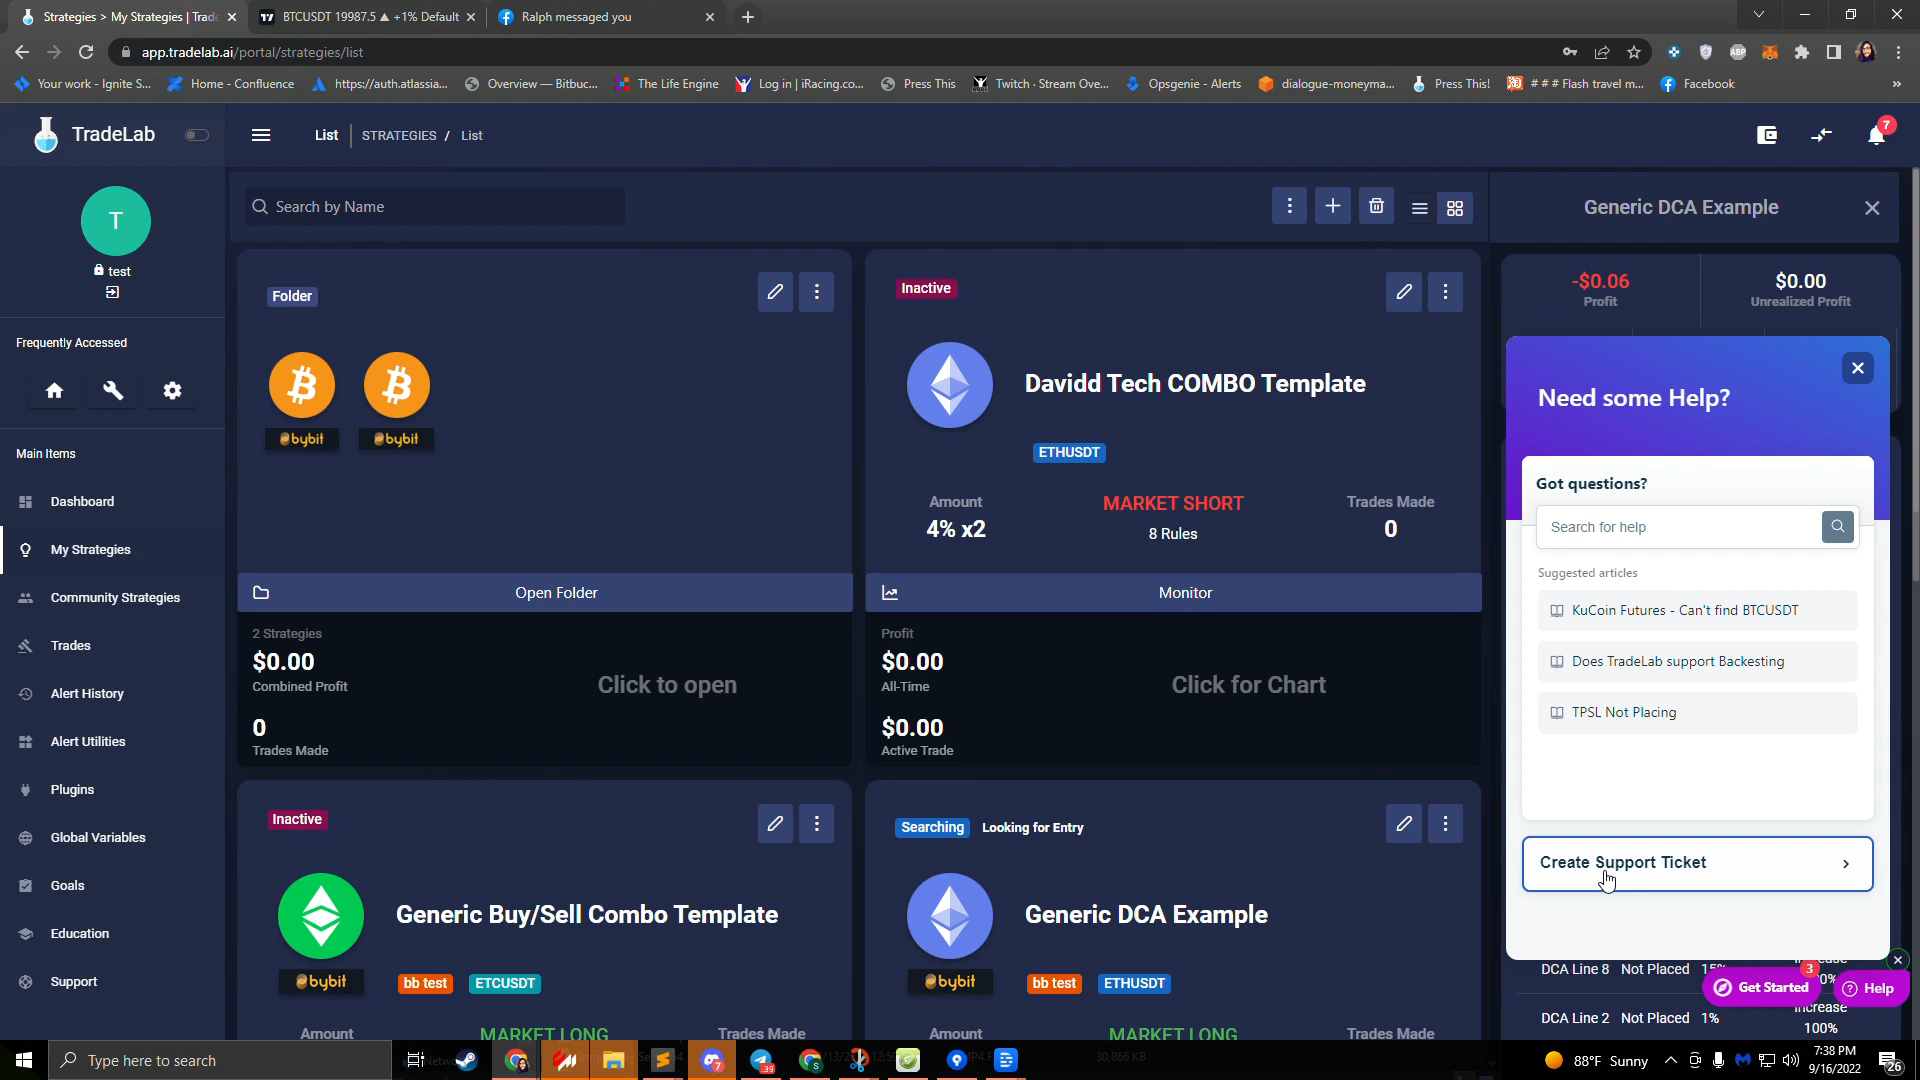 Strategies > My Strategies | Trade
BTCUSDT 19987.5 ▲ +1% Default
Ralph messaged you
app.tradelab.ai/portal/strategies/list
Your work - Ignite S...
Home - Confluence
https://auth.atlassia...
Overview — Bitbuc...
The Life Engine
Log in | iRacing.co...
Press This
Twitch - Stream Ove...
Opsgenie - Alerts
dialogue-moneyma...
Press This!
# # # Flash travel m...
Facebook
»
TradeLab
List
STRATEGIES / List
7
T
test
Frequently Accessed
Main Items
Dashboard
My Strategies
Community Strategies
Trades
Alert History
Alert Utilities
Plugins
Global Variables
Goals
Education
Support
Search by Name
Folder
bybit
bybit
Open Folder
2 Strategies
$0.00
Combined Profit
Click to open
0
Trades Made
Inactive
Davidd Tech COMBO Template
ETHUSDT
Amount
4% x2
MARKET SHORT
8 Rules
Trades Made
0
Monitor
Profit
$0.00
All-Time
Click for Chart
$0.00
Active Trade
Inactive
Generic Buy/Sell Combo Template
bybit
bb test
ETCUSDT
Amount
MARKET LONG
Trades Made
Searching
Looking for Entry
Generic DCA Example
bybit
bb test
ETHUSDT
Amount
MARKET LONG
Trades Made
Generic DCA Example
-$0.06
Profit
$0.00
Unrealized Profit
Need some Help?
Got questions?
Search for help
Suggested articles
KuCoin Futures - Can't find BTCUSDT
Does TradeLab support Backesting
TPSL Not Placing
Create Support Ticket
DCA Line 8 Not Placed 15%
3
Get Started
Help
DCA Line 2 Not Placed 1%
Increase
100%
Type here to search
7
39
30,866 KB
88°F Sunny
7:38 PM
9/16/2022
26